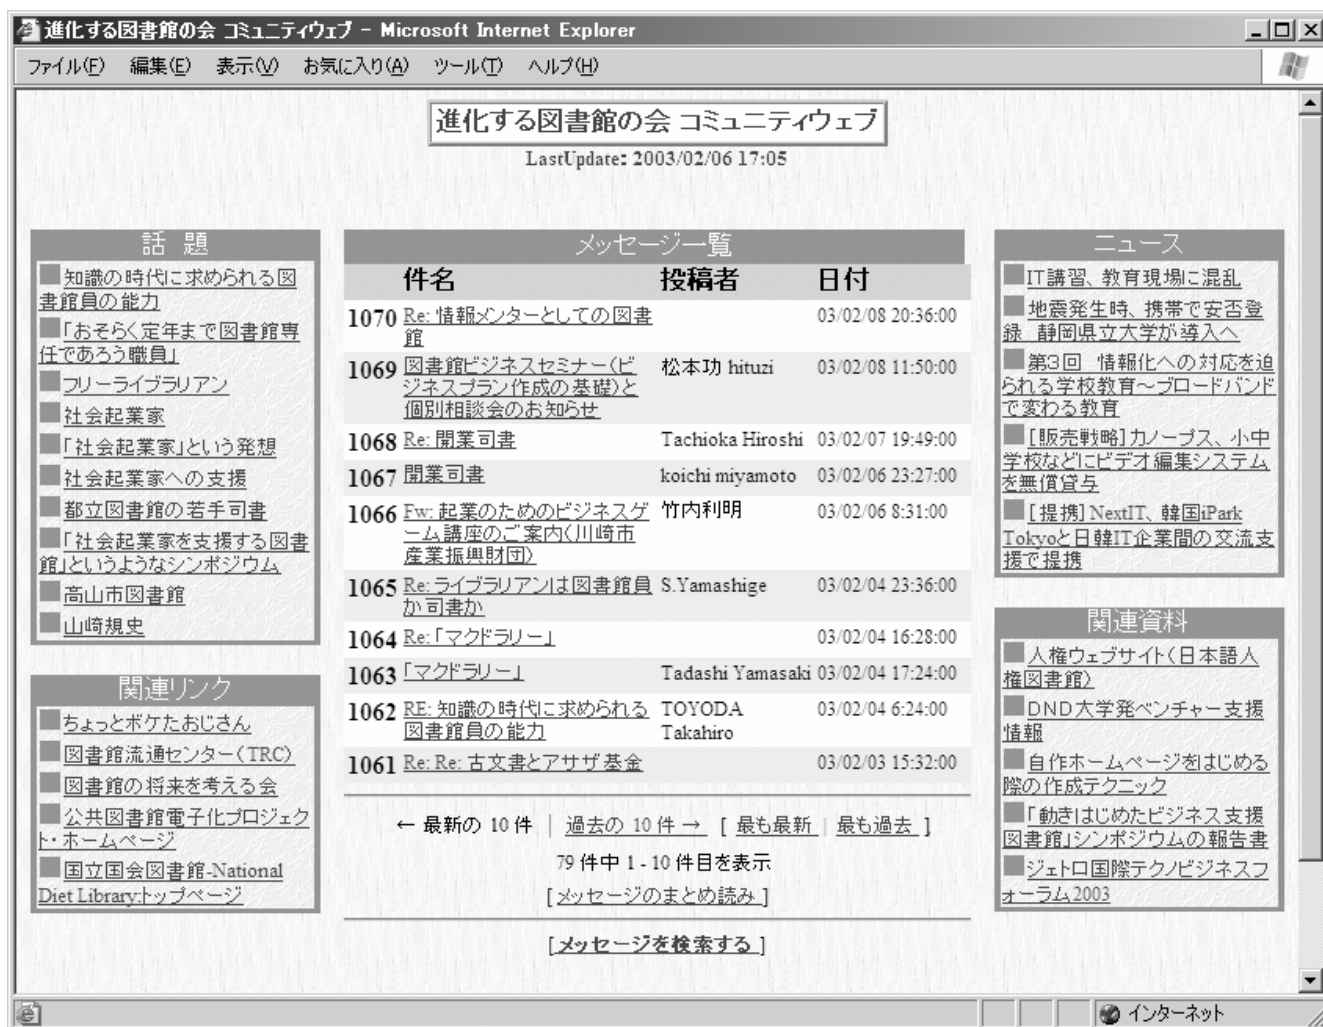 進化する図書館の会 コミュニティウェブ - Microsoft Internet Explorer
ファイル(F) 編集(E) 表示(V) お気に入り(A) ツール(T) ヘルプ(H)
進化する図書館の会 コミュニティウェブ
LastUpdate: 2003/02/06 17:05
話 題
知識の時代に求められる図
書館員の能力
「おそらく定年まで図書館専
任であろう職員」
フリーライブラリアン
社会起業家
「社会起業家」という発想
社会起業家への支援
都立図書館の若手司書
「社会起業家を支援する図書
館」というようなシンポジウム
高山市図書館
山崎規史
関連リンク
ちょっとボケたおじさん
図書館流通センター(TRC)
図書館の将来を考える会
公共図書館電子化プロジェク
ト・ホームページ
国立国会図書館-National
Diet Library:トップページ
メッセージ一覧
件名 投稿者 日付
1070 Re: 情報メンターとしての図書 03/02/08 20:36:00
館
1069 図書館ビジネスセミナー(ビ 松本功 hituzi 03/02/08 11:50:00
ジネスプラン作成の基礎)と
個別相談会のお知らせ
1068 Re: 開業司書 Tachioka Hiroshi 03/02/07 19:49:00
1067 開業司書 koichi miyamoto 03/02/06 23:27:00
1066 Fw: 起業のためのビジネスゲ 竹内利明 03/02/06 8:31:00
ーム講座のご案内(川崎市
産業振興財団)
1065 Re: ライブラリアンは図書館員 S.Yamashige 03/02/04 23:36:00
か司書か
1064 Re: 「マクドラリー」 03/02/04 16:28:00
1063 「マクドラリー」 Tadashi Yamasaki 03/02/04 17:24:00
1062 RE: 知識の時代に求められる TOYODA 03/02/04 6:24:00
図書館員の能力 Takahiro
1061 Re: Re: 古文書とアサザ基金 03/02/03 15:32:00
← 最新の 10 件 | 過去の 10 件 → [ 最も最新 | 最も過去 ]
79 件中 1 - 10 件目を表示
[ メッセージのまとめ読み ]
[ メッセージを検索する ]
ニュース
IT講習、教育現場に混乱
地震発生時、携帯で安否登
録 静岡県立大学が導入へ
第3回 情報化への対応を迫
られる学校教育~ブロードバンド
で変わる教育
[販売戦略]カノープス、小中
学校などにビデオ編集システム
を無償貸与
[提携] NextIT、韓国iPark
Tokyoと日韓IT企業間の交流支
援で提携
関連資料
人権ウェブサイト(日本語人
権図書館)
DND大学発ベンチャー支援
情報
自作ホームページをはじめる
際の作成テクニック
「動きはじめたビジネス支援
図書館」シンポジウムの報告書
ジェトロ国際テクノビジネスフ
ォーラム2003
インターネット